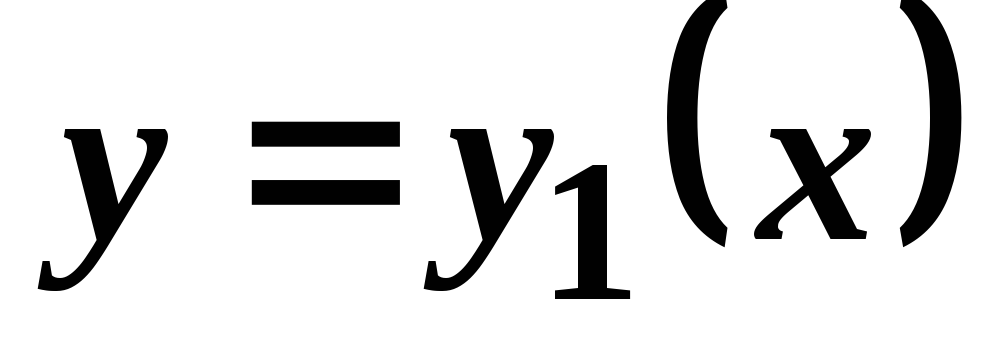 y = y₁(x)